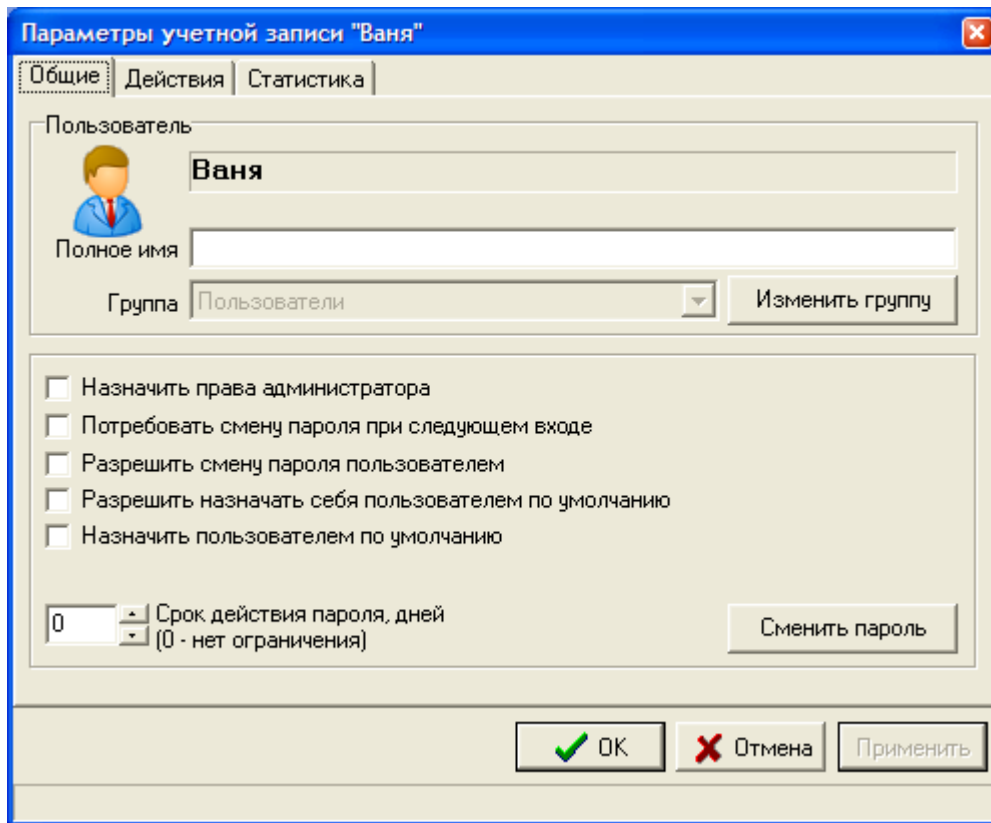 Параметры учетной записи "Ваня"
Общие Действия Статистика
Пользователь
Ваня
Полное имя
Группа Пользователи Изменить группу
Назначить права администратора
Потребовать смену пароля при следующем входе
Разрешить смену пароля пользователем
Разрешить назначать себя пользователем по умолчанию
Назначить пользователем по умолчанию
0 Срок действия пароля, дней
(0 - нет ограничения)
Сменить пароль
OK Отмена Применить